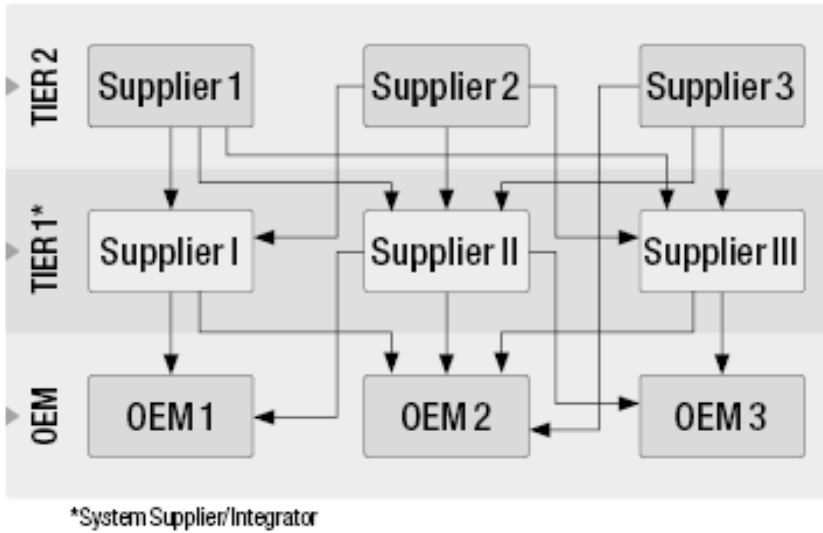 TIER 2
Supplier 1
Supplier 2
Supplier 3
TIER 1*
Supplier I
Supplier II
Supplier III
OEM
OEM 1
OEM 2
OEM 3
*System Supplier/Integrator